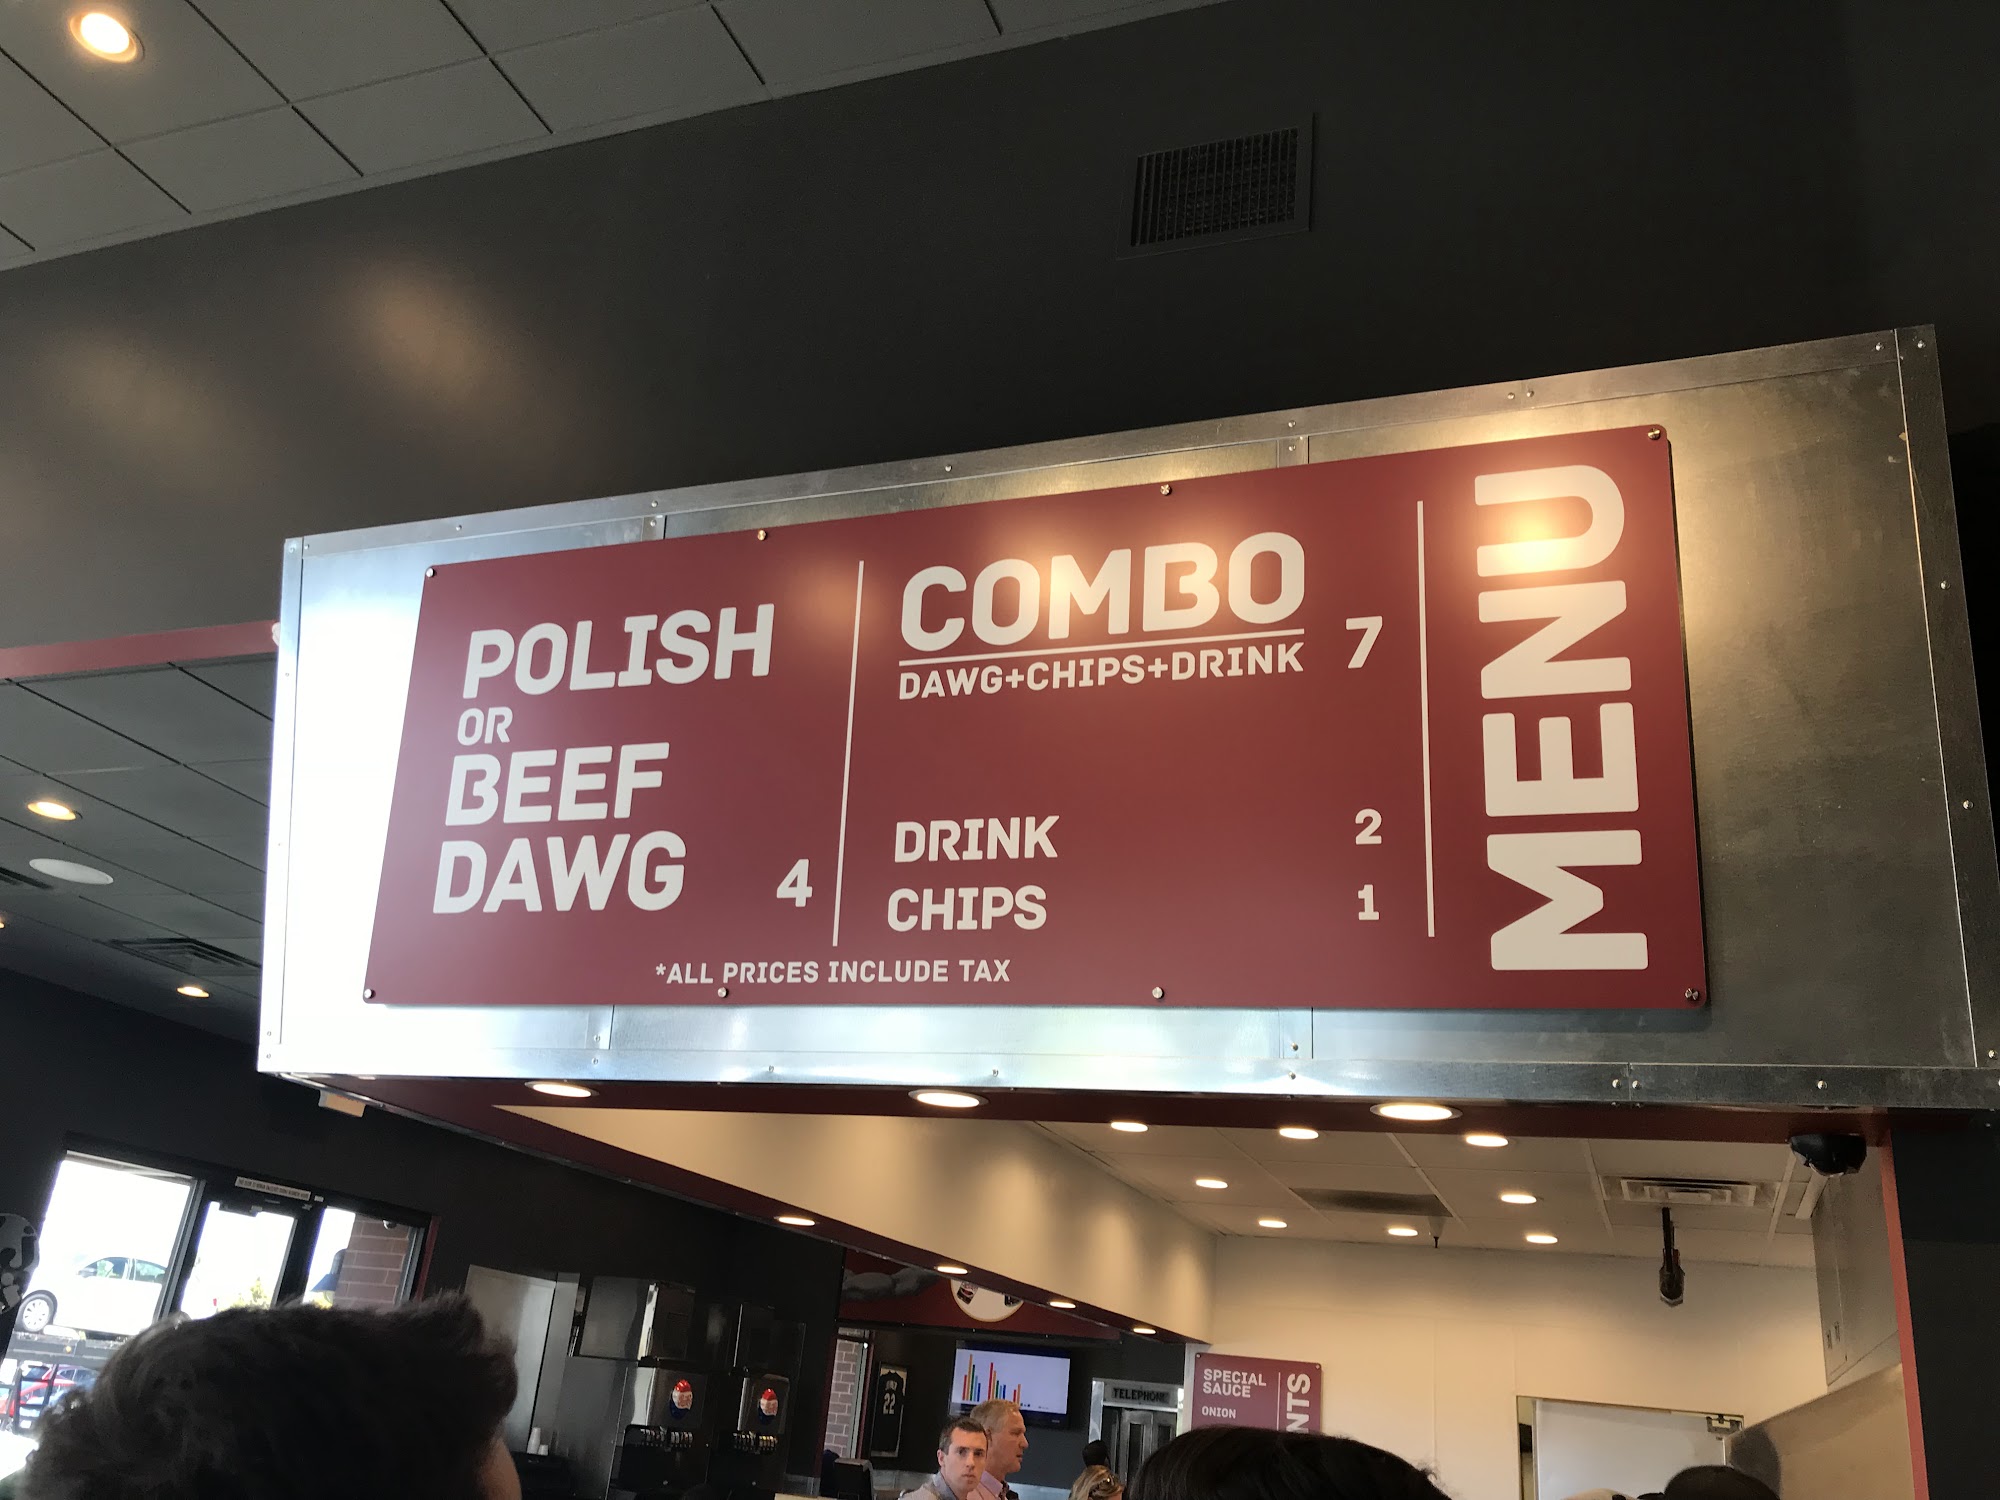 POLISH
OR
BEEF
DAWG 4
COMBO
DAWG+CHIPS+DRINK 7
DRINK 2
CHIPS 1
*ALL PRICES INCLUDE TAX
MENU
TELEPHONE
22
SPECIAL
SAUCE
ONION